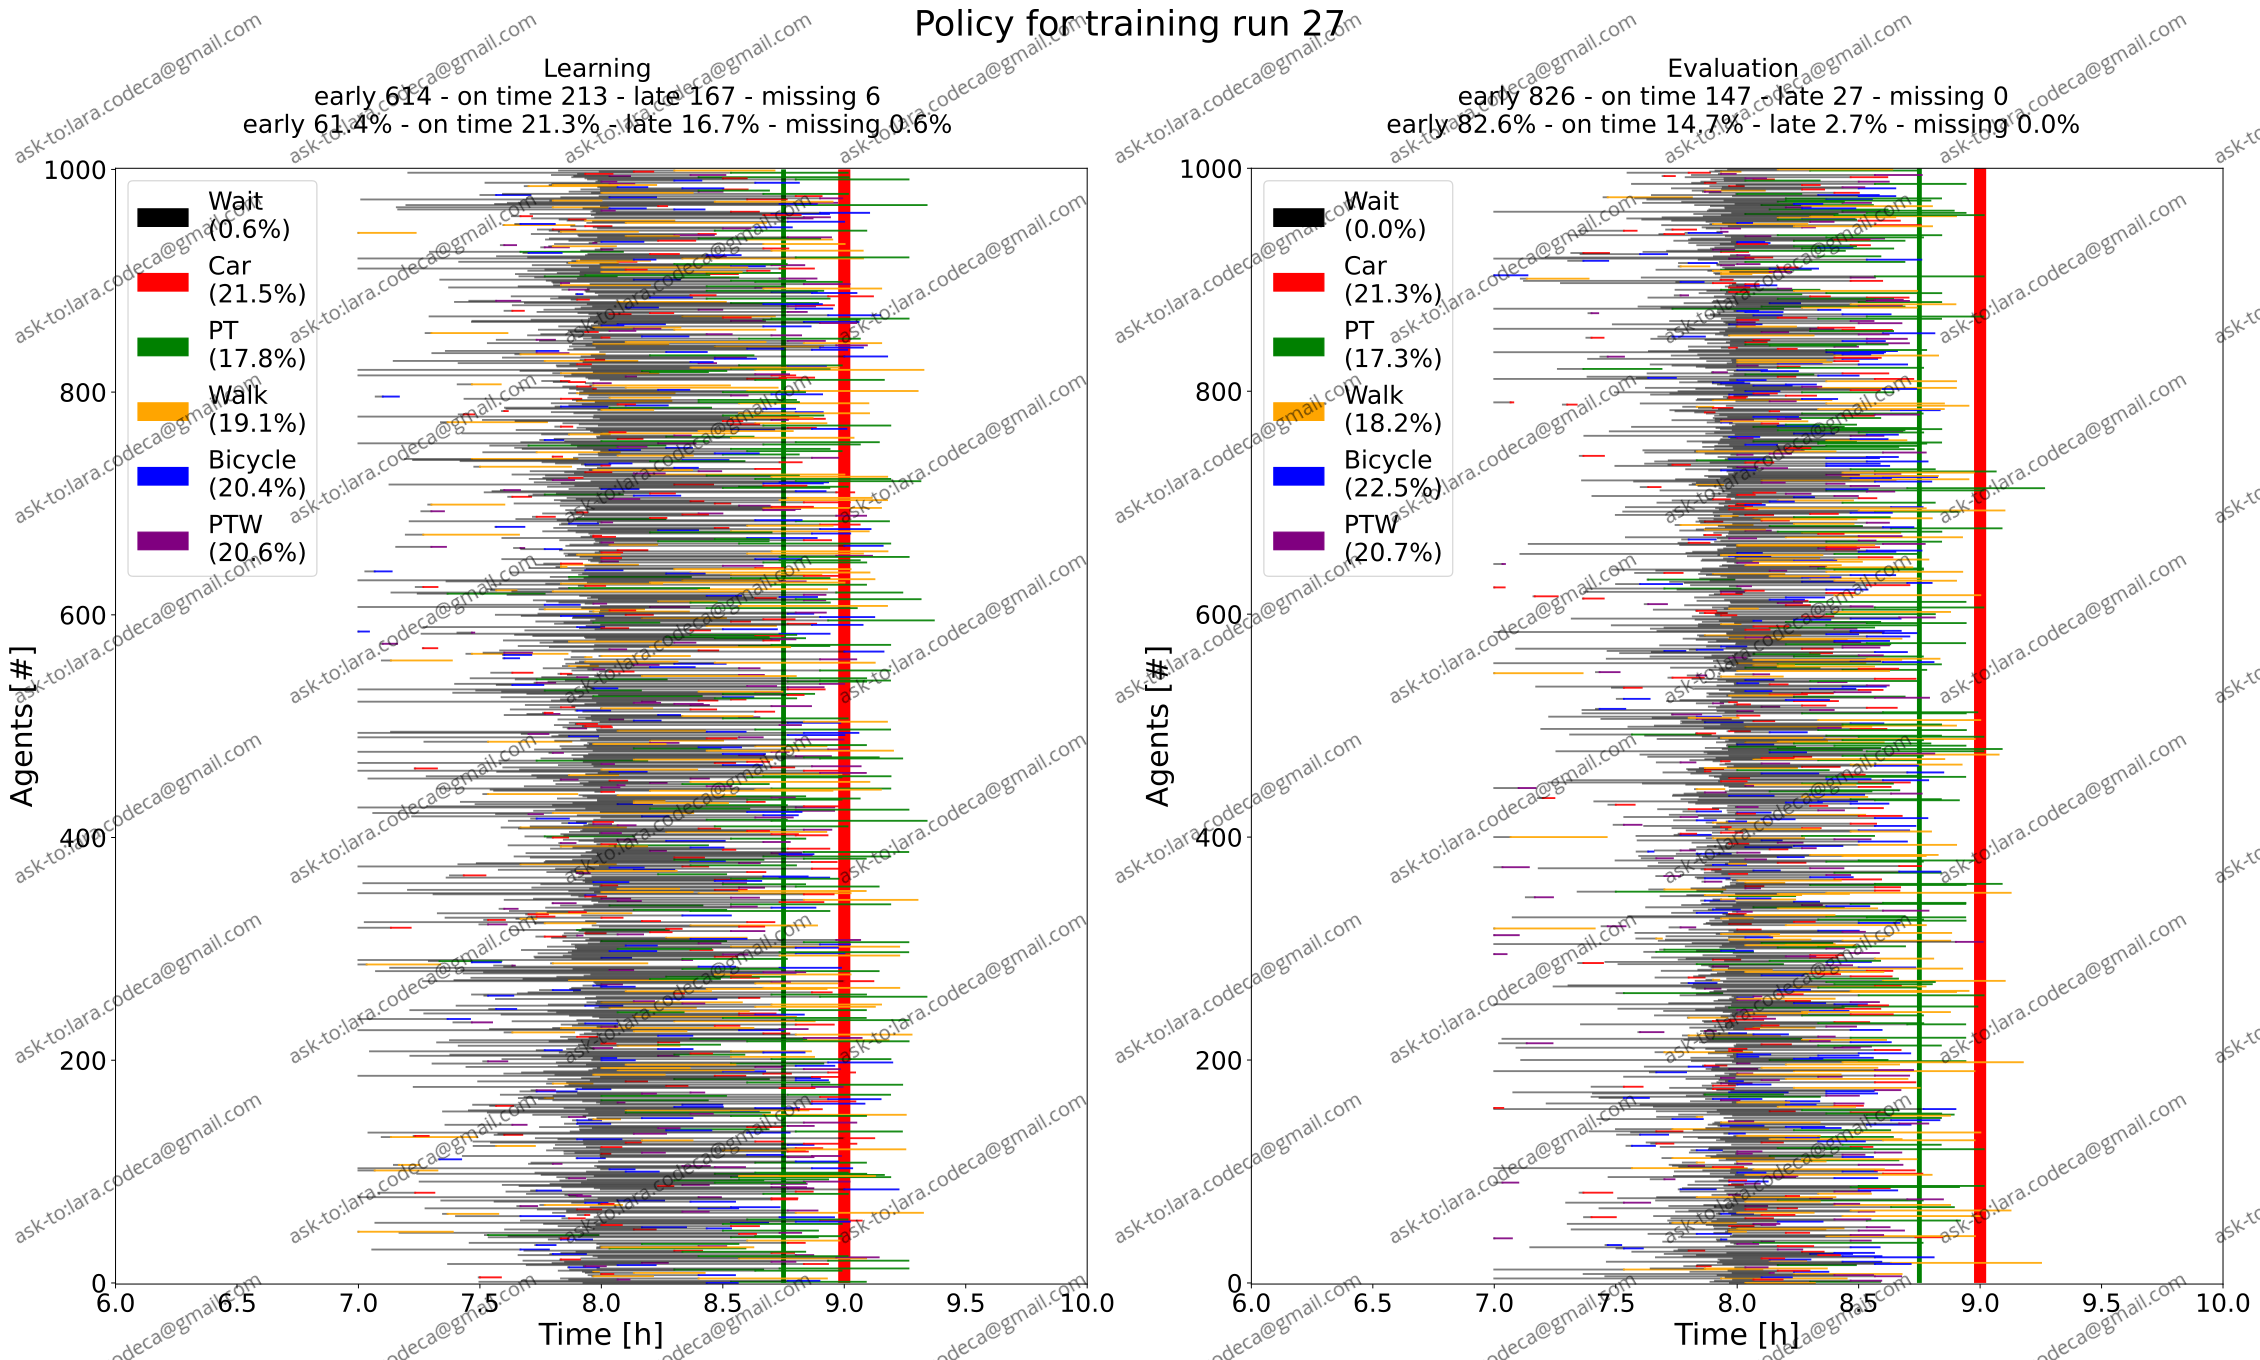 Policy for training run 27
Learning
early 614 - on time 213 - late 167 - missing 6
early 61.4% - on time 21.3% - late 16.7% - missing 0.6%
Evaluation
early 826 - on time 147 - late 27 - missing 0
early 82.6% - on time 14.7% - late 2.7% - missing 0.0%
Wait
(0.6%)
Car
(21.5%)
PT
(17.8%)
Walk
(19.1%)
Bicycle
(20.4%)
PTW
(20.6%)
Agents [#]
1000
800
600
400
200
0
6.0 6.5 7.0 7.5 8.0 8.5 9.0 9.5 10.0
Time [h]
Wait
(0.0%)
Car
(21.3%)
PT
(17.3%)
Walk
(18.2%)
Bicycle
(22.5%)
PTW
(20.7%)
Agents [#]
1000
800
600
400
200
0
6.0 6.5 7.0 7.5 8.0 8.5 9.0 9.5 10.0
Time [h]
ask-to:lara.codeca@gmail.com